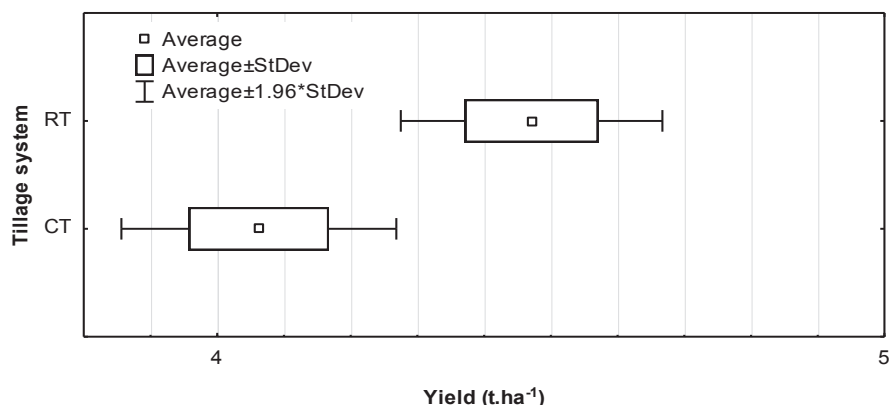 Average
Average±StDev
Average±1.96*StDev
RT
CT
Tillage system
4
5
Yield (t.ha⁻¹)